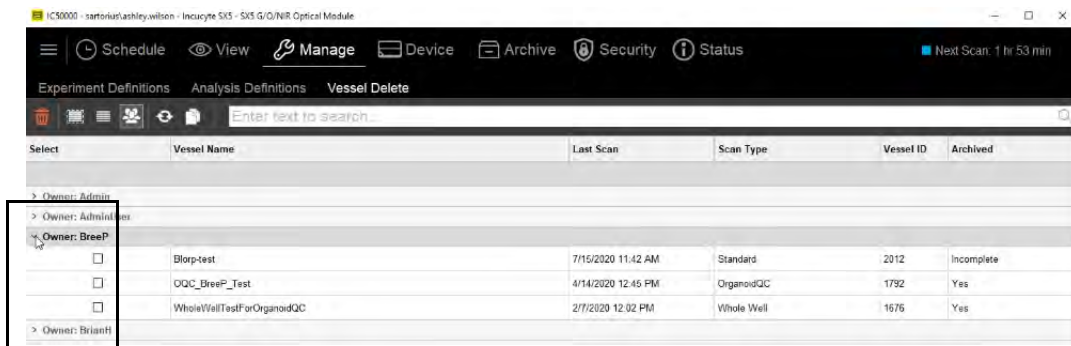 IC50000 - sartorius\ashley.wilson - Incucyte SX5 - SX5 G/O/NIR Optical Module
Schedule View Manage Device Archive Security Status Next Scan: 1 hr 53 min
Experiment Definitions Analysis Definitions Vessel Delete
Enter text to search...
Select Vessel Name Last Scan Scan Type Vessel ID Archived
> Owner: Admin
> Owner: AdminUser
Owner: BreeP
Blorp-test 7/15/2020 11:42 AM Standard 2012 Incomplete
OQC_BreeP_Test 4/14/2020 12:45 PM OrganoidQC 1792 Yes
WholeWellTestForOrganoidQC 2/7/2020 12:02 PM Whole Well 1676 Yes
> Owner: BrianH